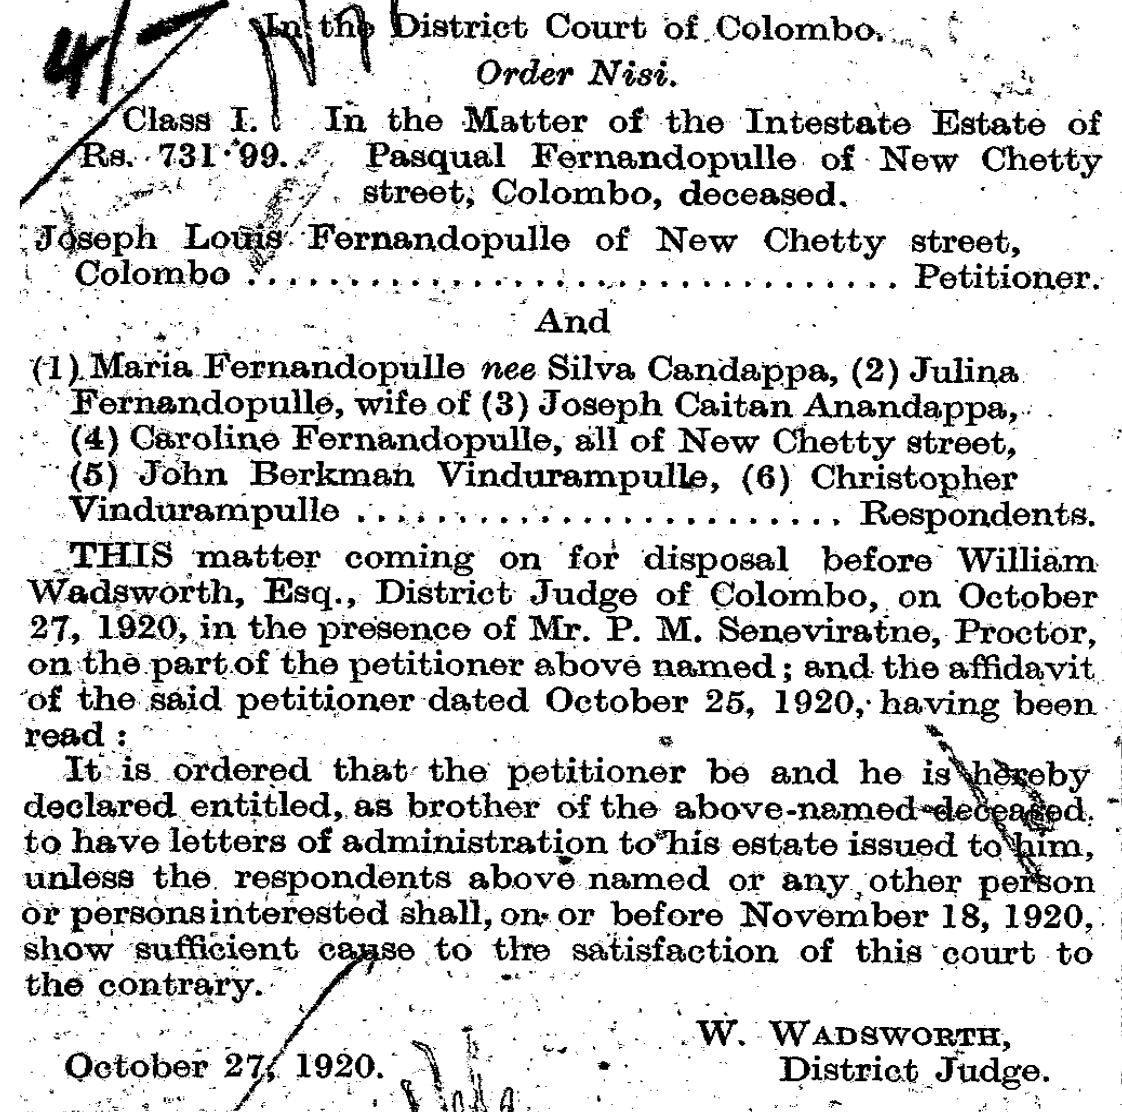 4/-
In the District Court of Colombo.
Order Nisi.
Class I. In the Matter of the Intestate Estate of
Rs. 731·99. Pasqual Fernandopulle of New Chetty
street, Colombo, deceased.
Joseph Louis Fernandopulle of New Chetty street,
Colombo ................................. Petitioner.
And
(1) Maria Fernandopulle nee Silva Candappa, (2) Julina
Fernandopulle, wife of (3) Joseph Caitan Anandappa,
(4) Caroline Fernandopulle, all of New Chetty street,
(5) John Berkman Vindurampulle, (6) Christopher
Vindurampulle ......................... Respondents.
THIS matter coming on for disposal before William
Wadsworth, Esq., District Judge of Colombo, on October
27, 1920, in the presence of Mr. P. M. Seneviratne, Proctor,
on the part of the petitioner above named; and the affidavit
of the said petitioner dated October 25, 1920, having been
read :
It is ordered that the petitioner be and he is hereby
declared entitled, as brother of the above-named deceased.
to have letters of administration to his estate issued to him,
unless the respondents above named or any other person
or persons interested shall, on or before November 18, 1920,
show sufficient cause to the satisfaction of this court to
the contrary.
W. WADSWORTH,
October 27, 1920. District Judge.